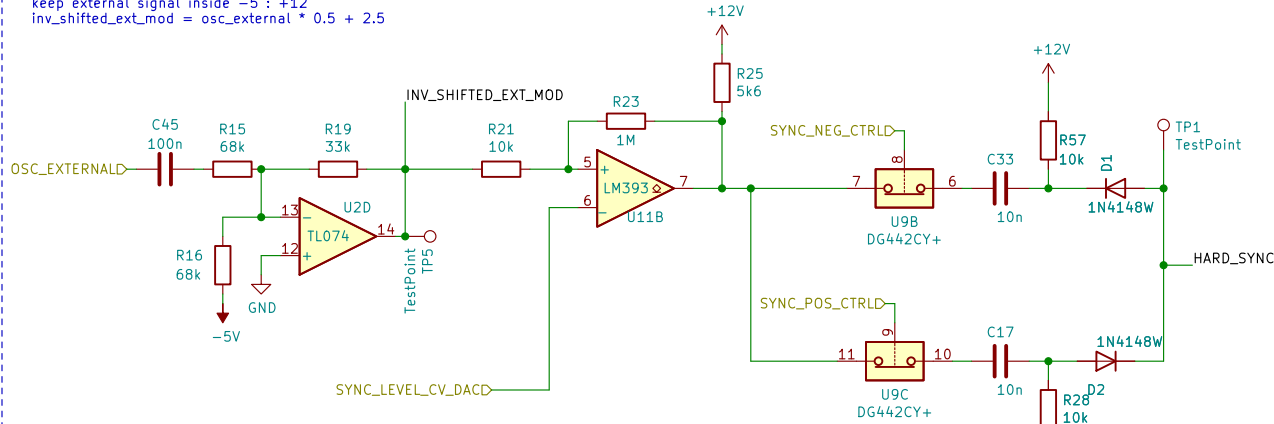 keep external signal inside -5 : +12
inv_shifted_ext_mod = osc_external * 0.5 + 2.5
+12V
+12V
R25
5k6
INV_SHIFTED_EXT_MOD
R23
1M
C45
100n
R15
68k
R19
33k
R21
10k
SYNC_NEG_CTRL
8
R57
10k
TP1
TestPoint
OSC_EXTERNAL
5
+
LM393
7
6
-
U11B
7
6
C33
10n
D1
1N4148W
U9B
DG442CY+
13
-
U2D
TL074
14
12
+
R16
68k
GND
-5V
TestPoint
TP5
HARD_SYNC
SYNC_POS_CTRL
9
11
10
C17
10n
1N4148W
D2
U9C
DG442CY+
R28
10k
SYNC_LEVEL_CV_DAC